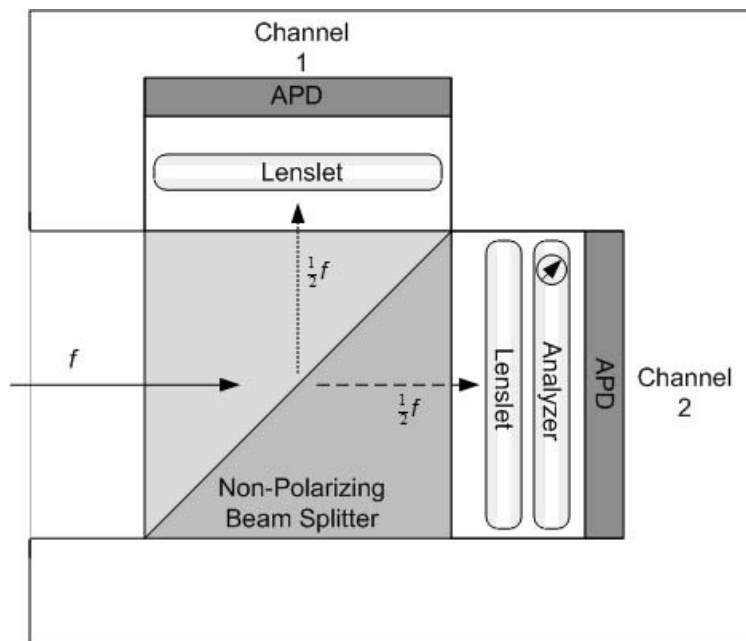 Channel
1
APD
Lenslet
½f
f
½f
Lenslet
Analyzer
APD
Channel
2
Non-Polarizing
Beam Splitter